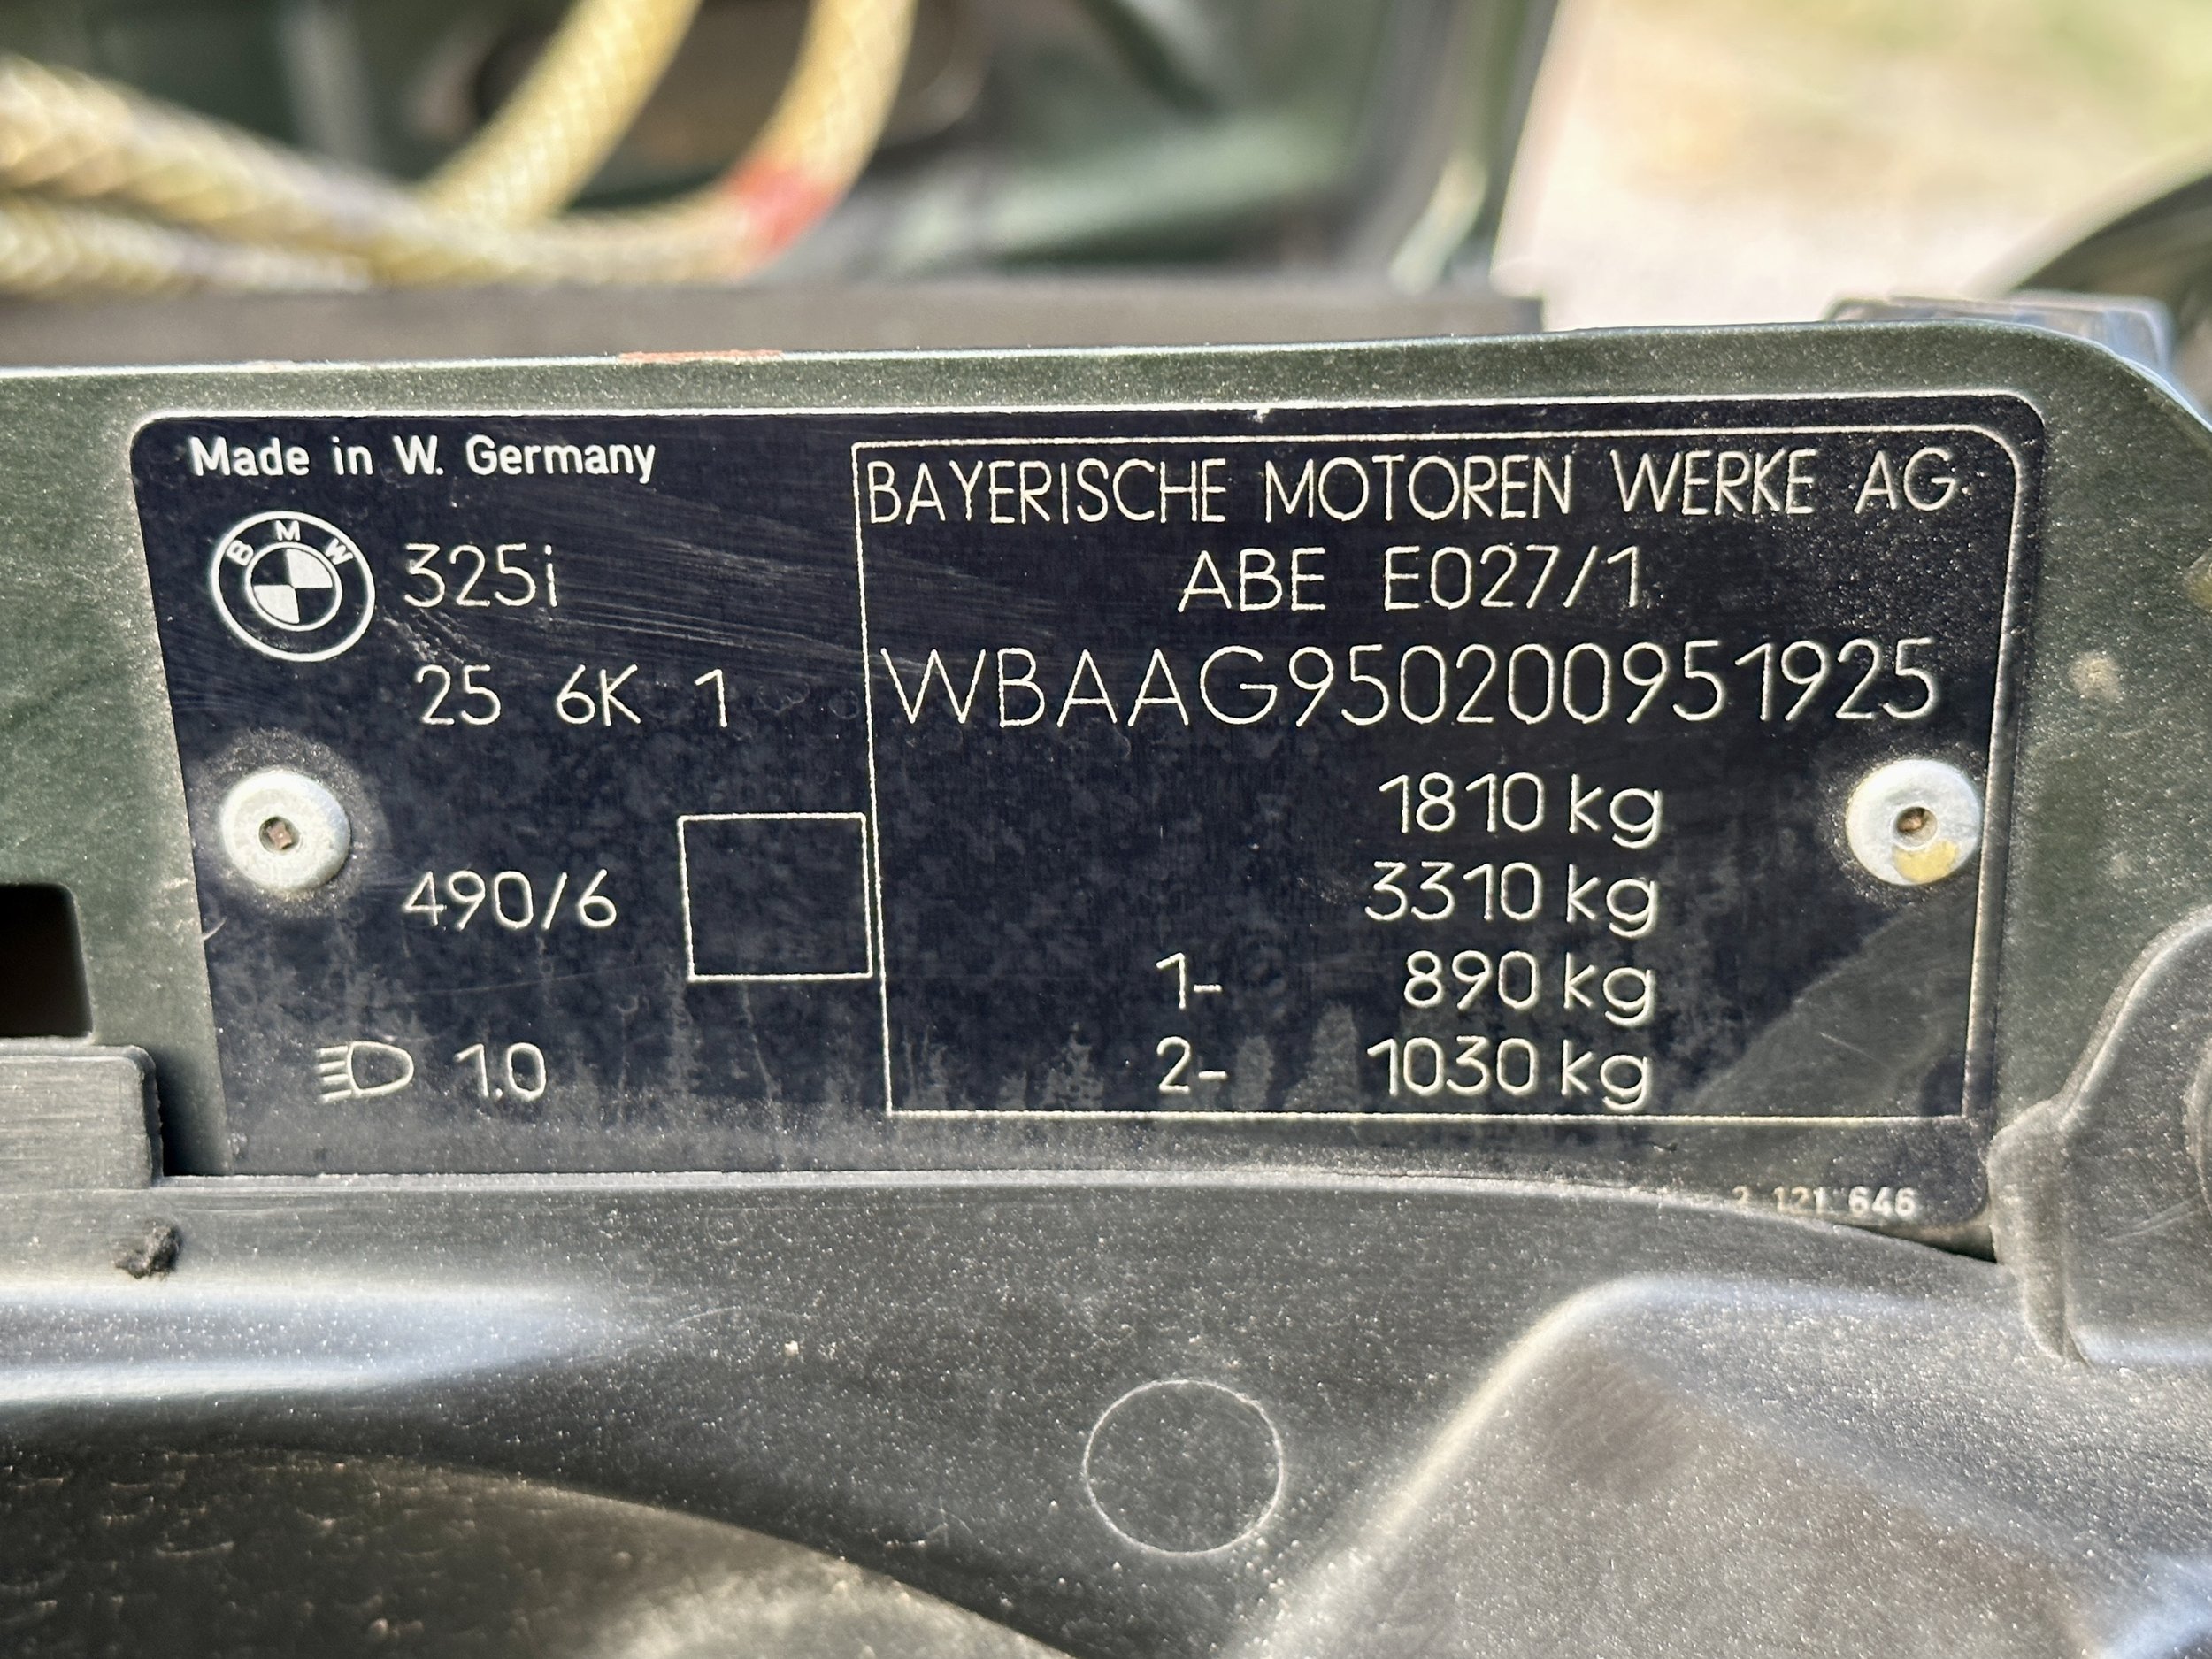 Made in W. Germany
BMW
325i
25 6K 1
490/6
1.0
BAYERISCHE MOTOREN WERKE AG
ABE E027/1
WBAAG950200951925
1810 kg
3310 kg
1- 890 kg
2- 1030 kg
121 646